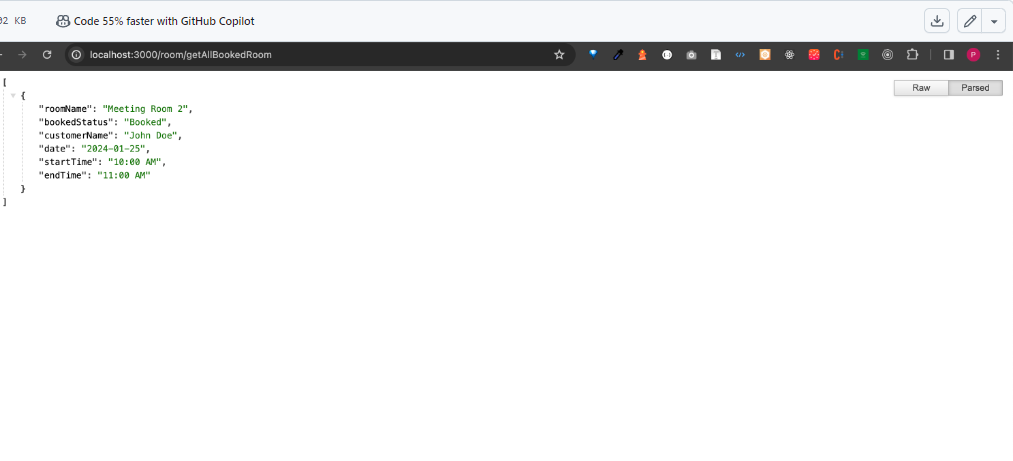 02 KB Code 55% faster with GitHub Copilot
localhost:3000/room/getAllBookedRoom
Raw Parsed
[
{
"roomName": "Meeting Room 2",
"bookedStatus": "Booked",
"customerName": "John Doe",
"date": "2024-01-25",
"startTime": "10:00 AM",
"endTime": "11:00 AM"
}
]